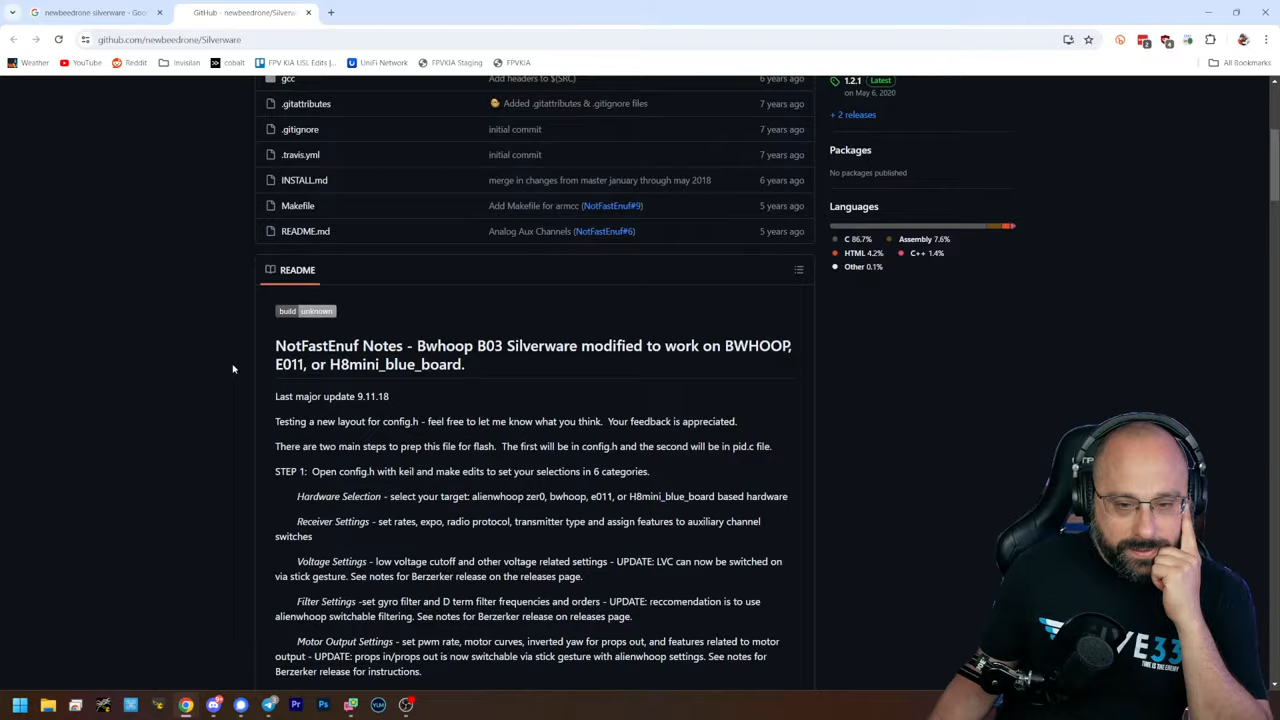 newbeedrone silverware - Goo
GitHub - newbeedrone/Silverw
github.com/newbeedrone/Silverware
Weather
YouTube
Reddit
Invisilan
cobalt
FPV KIA USL Edits |...
UniFi Network
FPVKIA Staging
FPVKIA
All Bookmarks
gcc
Add headers to $(SRC)
6 years ago
.gitattributes
Added .gitattributes & .gitignore files
7 years ago
.gitignore
initial commit
7 years ago
.travis.yml
initial commit
7 years ago
INSTALL.md
merge in changes from master january through may 2018
6 years ago
Makefile
Add Makefile for armcc (NotFastEnuf#9)
5 years ago
README.md
Analog Aux Channels (NotFastEnuf#6)
5 years ago
1.2.1 Latest
on May 6, 2020
+ 2 releases
Packages
No packages published
Languages
C 86.7%
Assembly 7.6%
HTML 4.2%
C++ 1.4%
Other 0.1%
README
build unknown
NotFastEnuf Notes - Bwhoop B03 Silverware modified to work on BWHOOP,
E011, or H8mini_blue_board.
Last major update 9.11.18
Testing a new layout for config.h - feel free to let me know what you think. Your feedback is appreciated.
There are two main steps to prep this file for flash. The first will be in config.h and the second will be in pid.c file.
STEP 1: Open config.h with keil and make edits to set your selections in 6 categories.
Hardware Selection - select your target: alienwhoop zer0, bwhoop, e011, or H8mini_blue_board based hardware
Receiver Settings - set rates, expo, radio protocol, transmitter type and assign features to auxiliary channel
switches
Voltage Settings - low voltage cutoff and other voltage related settings - UPDATE: LVC can now be switched on
via stick gesture. See notes for Berzerker release on the releases page.
Filter Settings -set gyro filter and D term filter frequencies and orders - UPDATE: reccomendation is to use
alienwhoop switchable filtering. See notes for Berzerker release on releases page.
Motor Output Settings - set pwm rate, motor curves, inverted yaw for props out, and features related to motor
output - UPDATE: props in/props out is now switchable via stick gesture with alienwhoop settings. See notes for
Berzerker release for instructions.
TIME IS THE ENEMY